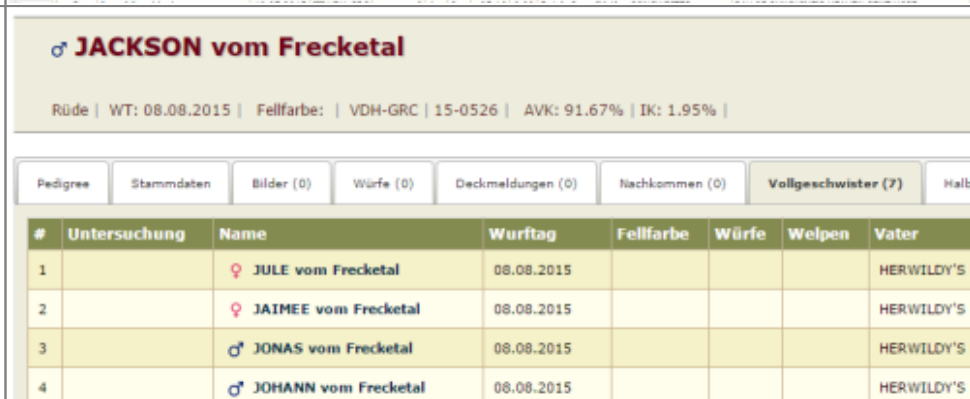 ♂ JACKSON vom Frecketal
Rüde | WT: 08.08.2015 | Fellfarbe: | VDH-GRC | 15-0526 | AVK: 91.67% | IK: 1.95% |
Pedigree Stammdaten Bilder (0) Würfe (0) Deckmeldungen (0) Nachkommen (0) Vollgeschwister (7) Halb
# Untersuchung Name Wurftag Fellfarbe Würfe Welpen Vater
1 ♀ JULE vom Frecketal 08.08.2015 HERWILDY'S
2 ♀ JAIMEE vom Frecketal 08.08.2015 HERWILDY'S
3 ♂ JONAS vom Frecketal 08.08.2015 HERWILDY'S
4 ♂ JOHANN vom Frecketal 08.08.2015 HERWILDY'S